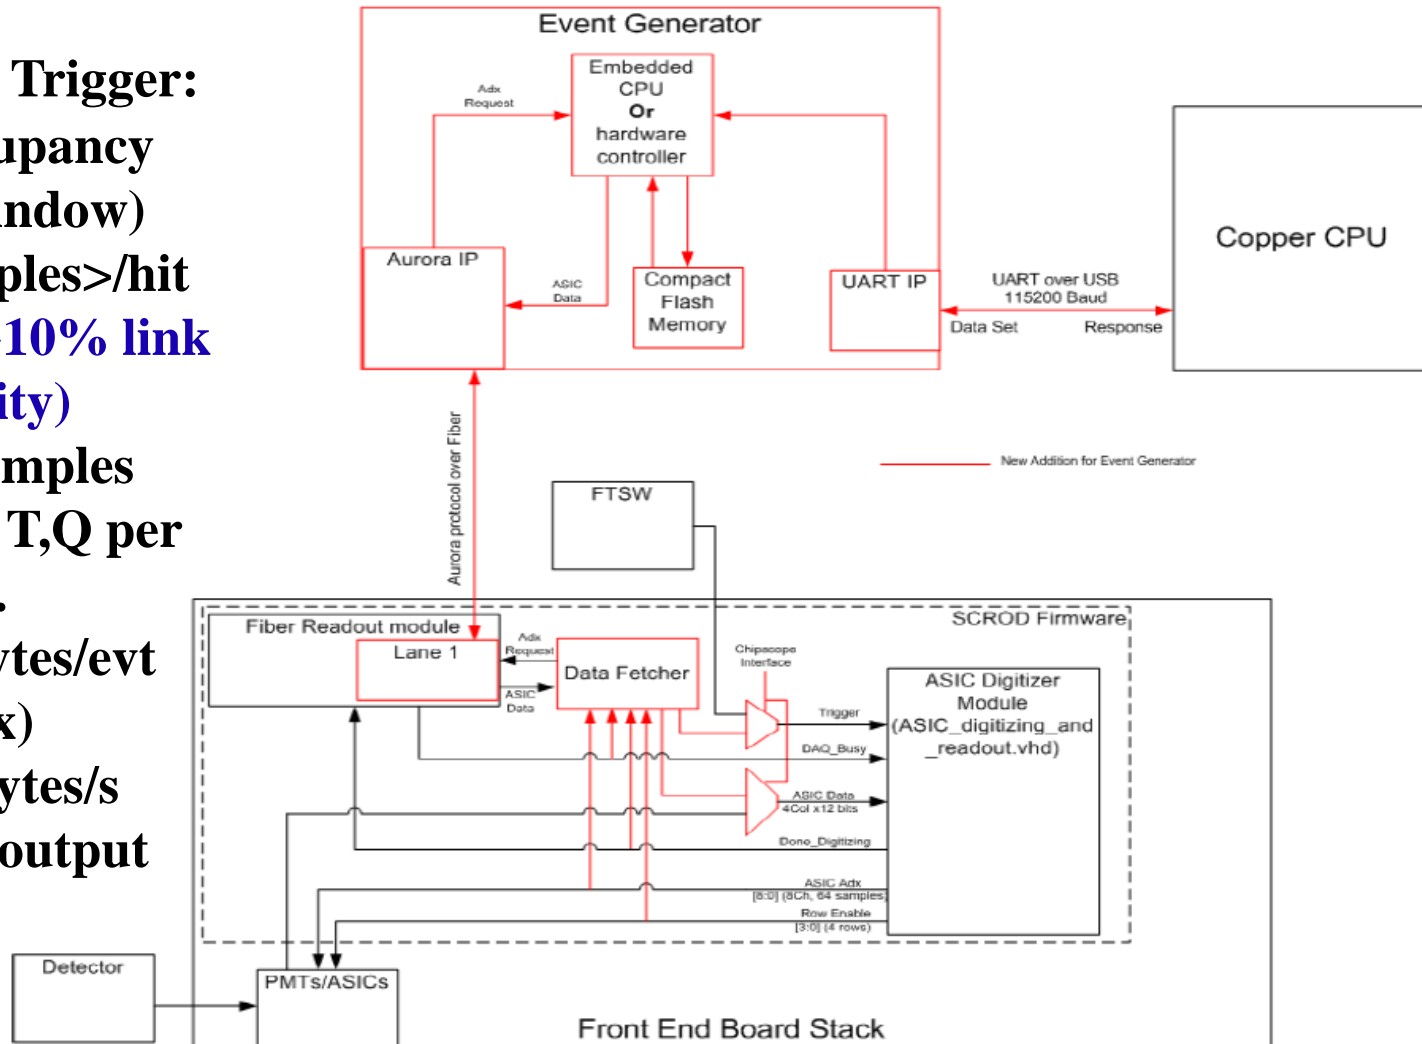 Trigger:
upancy
indow)
ples>/hit
10% link
ity)
mples
T,Q per
ytes/evt
x)
ytes/s
output
Event Generator
Embedded
CPU
Or
hardware
controller
Adx
Request
Aurora IP
ASIC
Data
Compact
Flash
Memory
UART IP
UART over USB
115200 Baud
Data Set
Response
Copper CPU
Aurora protocol over Fiber
New Addition for Event Generator
FTSW
SCROD Firmware
Fiber Readout module
Lane 1
Adx
Request
ASIC
Data
Data Fetcher
Chipscope
Interface
Trigger
DAQ_Busy
ASIC Data
4Col x12 bits
Done_Digitizing
ASIC Adx
[8:0] (8Ch, 64 samples)
Row Enable
[3:0] (4 rows)
ASIC Digitizer
Module
(ASIC_digitizing_and
_readout.vhd)
Detector
PMTs/ASICs
Front End Board Stack